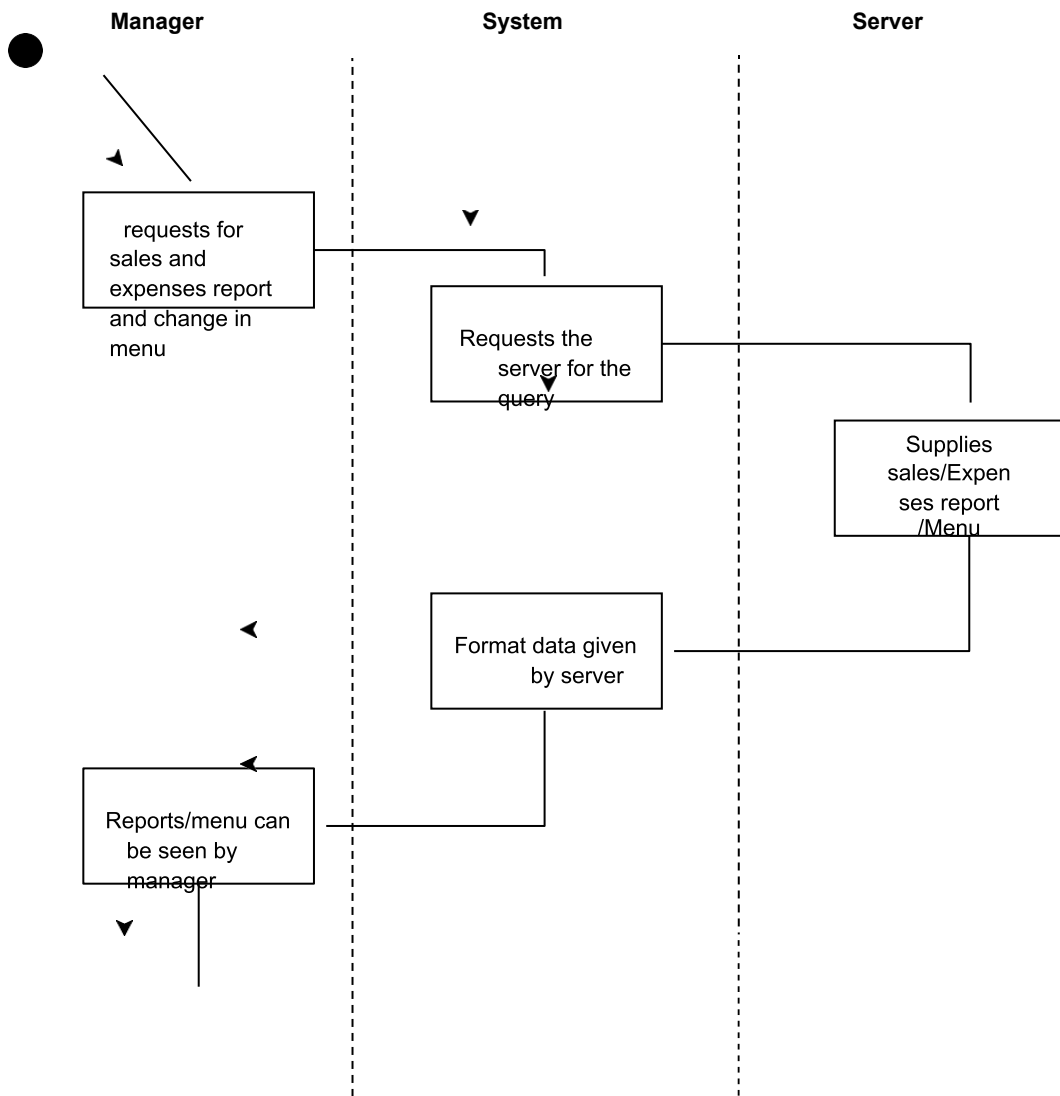 Manager
System
Server
requests for
sales and
expenses report
and change in
menu
Requests the
server for the
query
Supplies
sales/Expen
ses report
/Menu
Format data given
by server
Reports/menu can
be seen by
manager